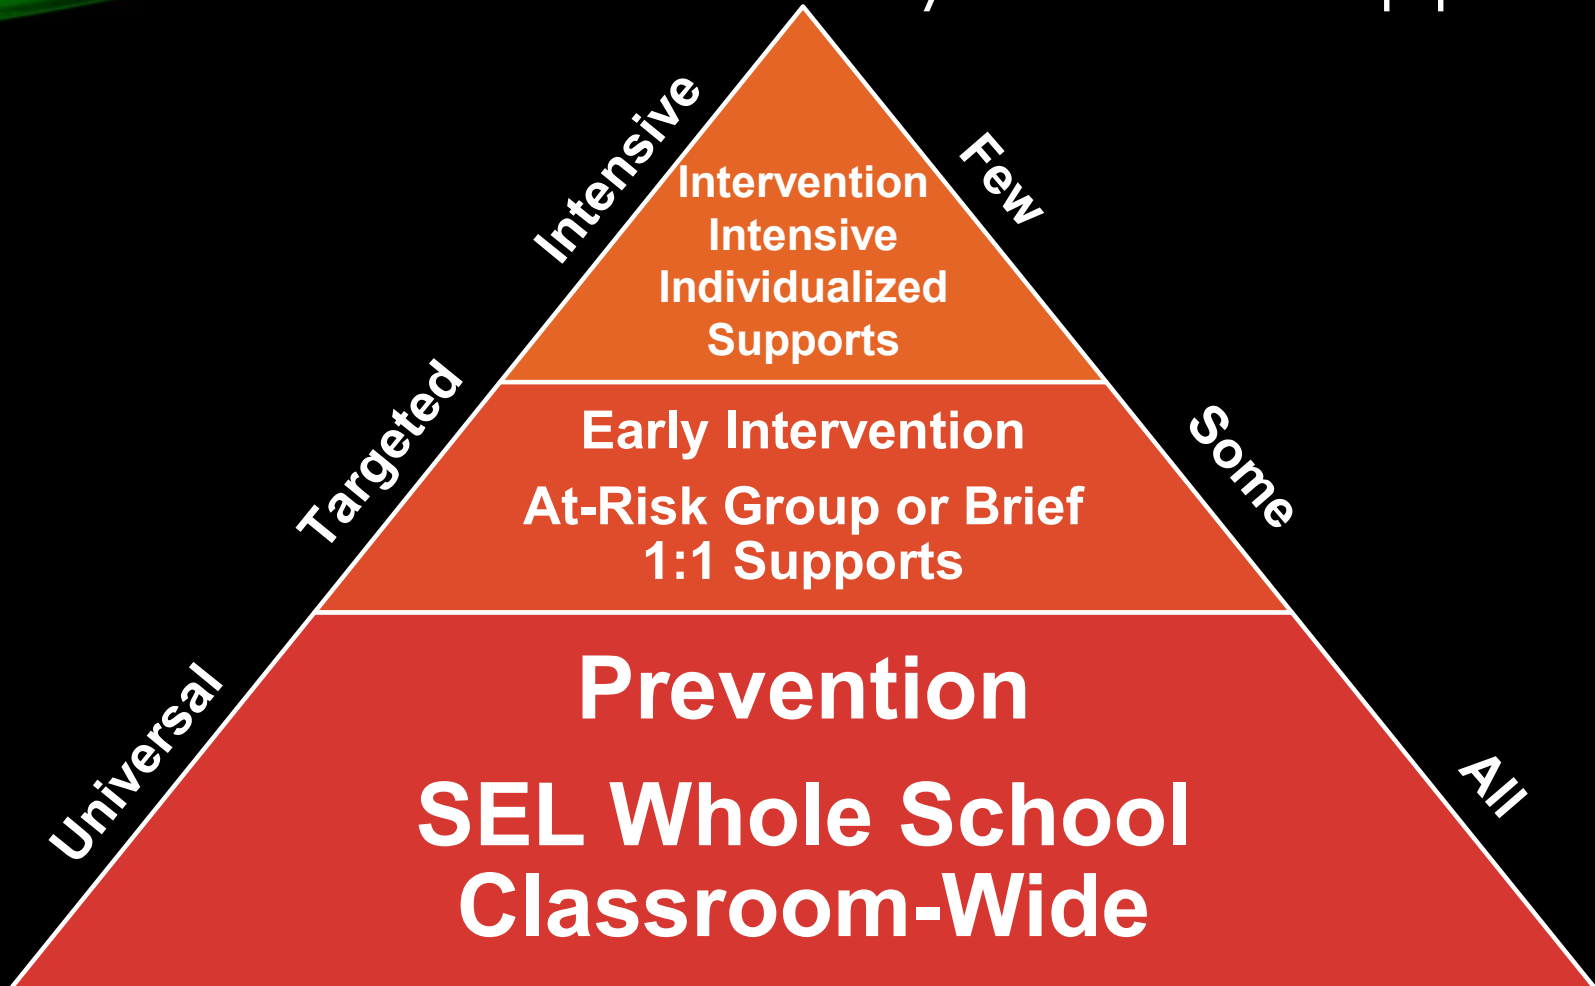 Intensive
Few
Intervention
Intensive
Individualized
Supports
Targeted
Some
Early Intervention
At-Risk Group or Brief
1:1 Supports
Universal
All
Prevention
SEL Whole School
Classroom-Wide